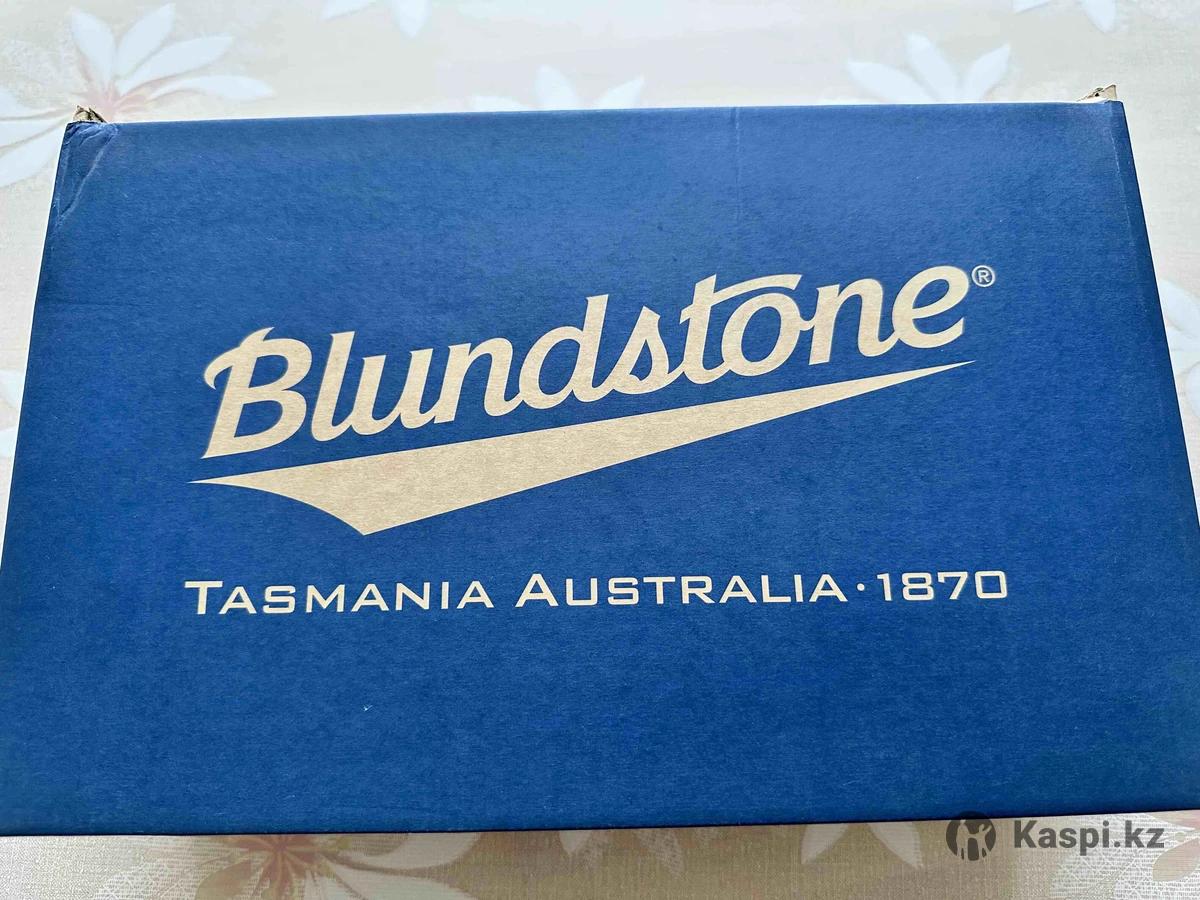 Blundstone®
TASMANIA AUSTRALIA·1870
Kaspi.kz